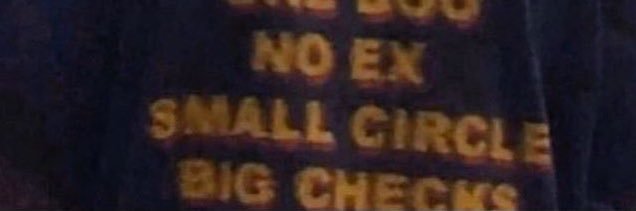 NO EX
SMALL CIRCLE
BIG CHECKS